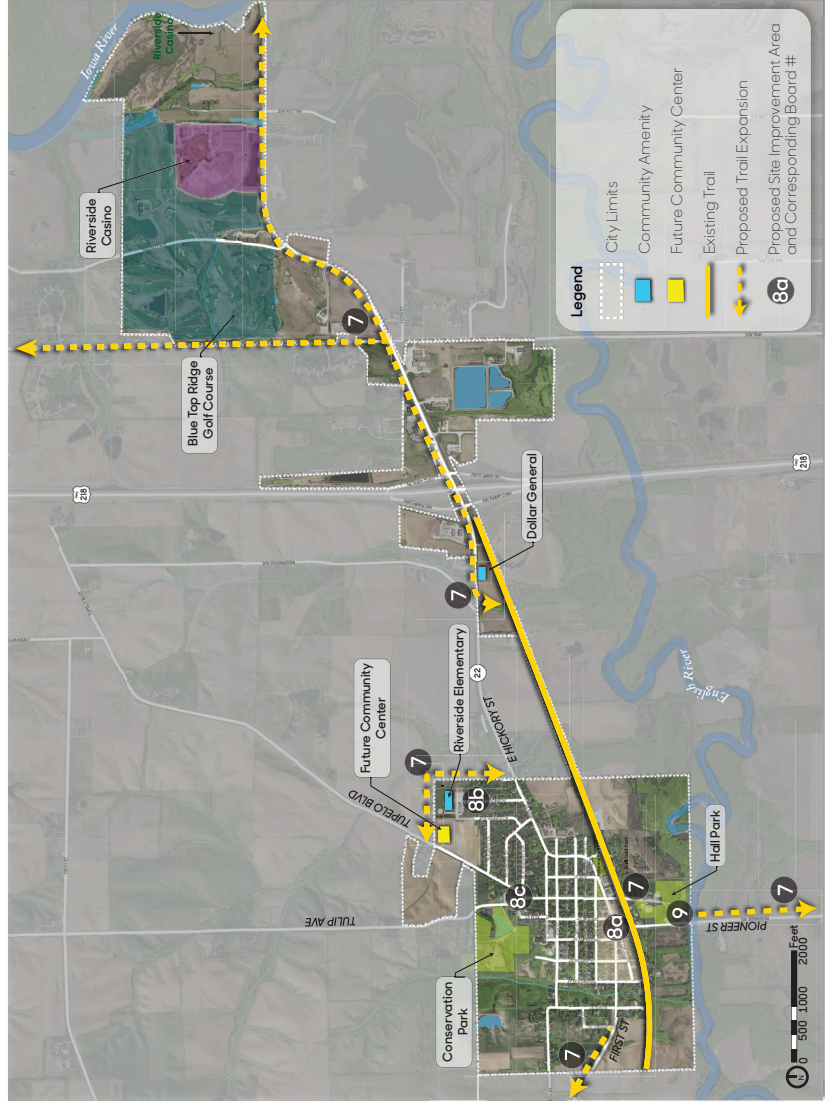 Iowa River
Riverside
Casino
Riverside
Casino
7
Blue Top Ridge
Golf Course
Hwy
218
Hwy
218
Dollar General
7
22
E HICKORY ST
English River
Future Community
Center
Riverside Elementary
7
8b
TUPELO BLVD
8c
TULIP AVE
Conservation
Park
8a
7
Hall Park
9
7
PIONEER ST
FIRST ST
7
N
0 500 1000 2000
Feet
Legend
City Limits
Community Amenity
Future Community Center
Existing Trail
Proposed Trail Expansion
8a
Proposed Site Improvement Area
and Corresponding Board #